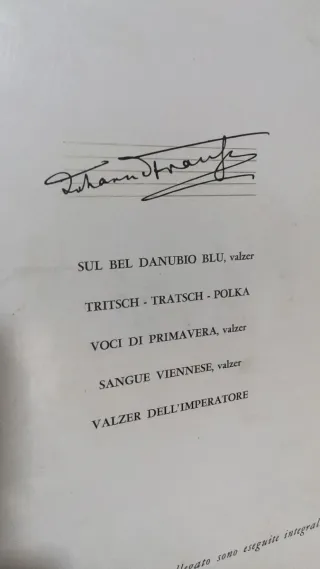 Johann Strauss
SUL BEL DANUBIO BLU, valzer
TRITSCH - TRATSCH - POLKA
VOCI DI PRIMAVERA, valzer
SANGUE VIENNESE, valzer
VALZER DELL'IMPERATORE
sono eseguite